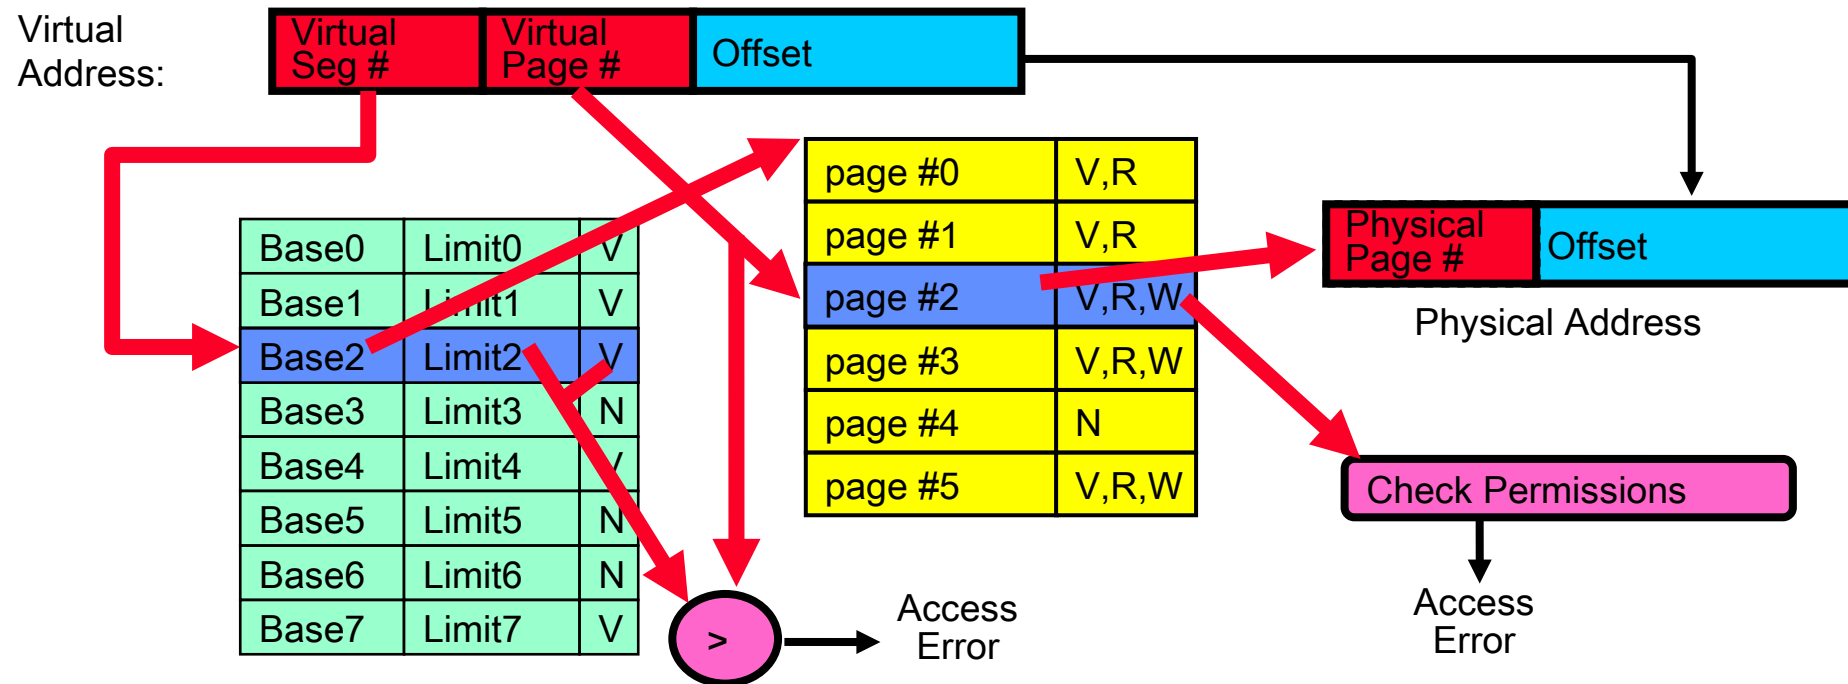 Virtual
Address:
Virtual
Seg #
Virtual
Page #
Offset
page #0 V,R
page #1 V,R
page #2 V,R,W
page #3 V,R,W
page #4 N
page #5 V,R,W
Base0 Limit0 V
Base1 Limit1 V
Base2 Limit2 V
Base3 Limit3 N
Base4 Limit4 V
Base5 Limit5 N
Base6 Limit6 N
Base7 Limit7 V
Physical
Page #
Offset
Physical Address
Check Permissions
>
Access
Error
Access
Error